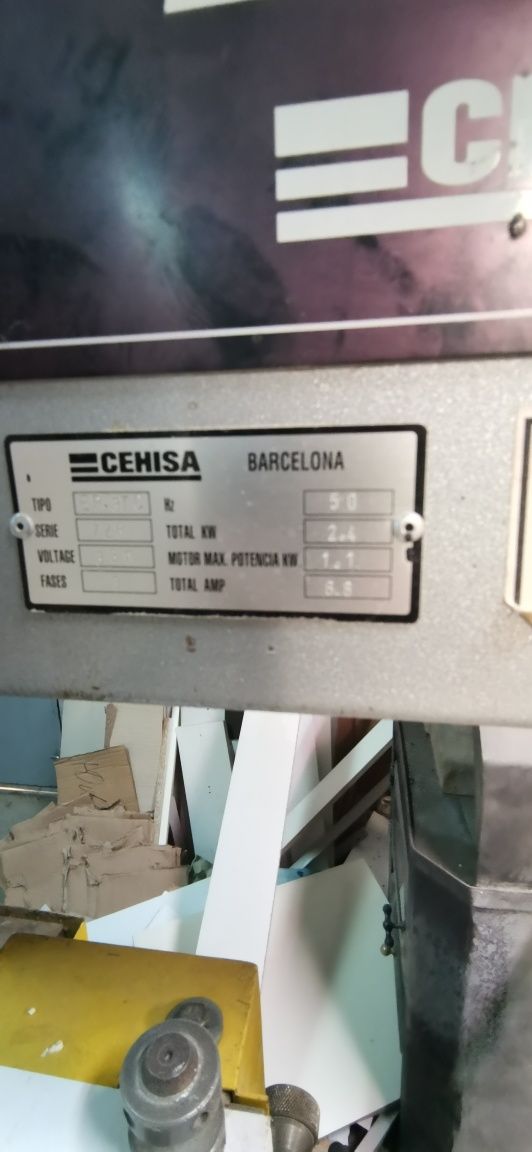 CEHISA BARCELONA
TIPO Hz 50
SERIE TOTAL KW 2.4
VOLTAGE MOTOR MAX. POTENCIA KW 1.1
FASES TOTAL AMP 6.8